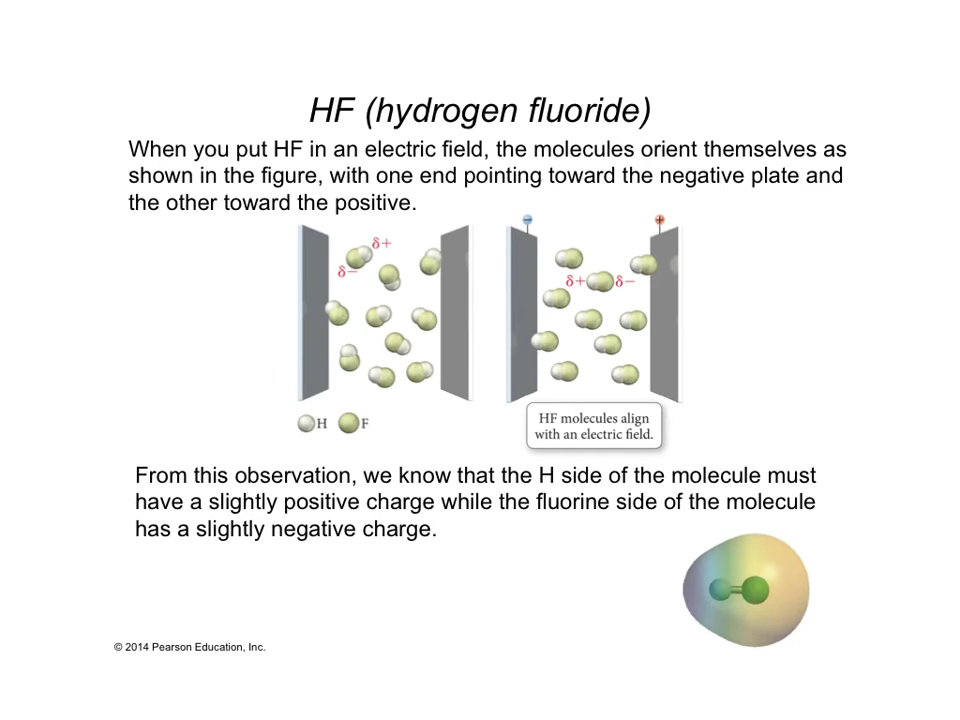 HF (hydrogen fluoride)
When you put HF in an electric field, the molecules orient themselves as
shown in the figure, with one end pointing toward the negative plate and
the other toward the positive.
δ+
δ−
− +
δ+ δ−
H F
HF molecules align
with an electric field.
From this observation, we know that the H side of the molecule must
have a slightly positive charge while the fluorine side of the molecule
has a slightly negative charge.
© 2014 Pearson Education, Inc.